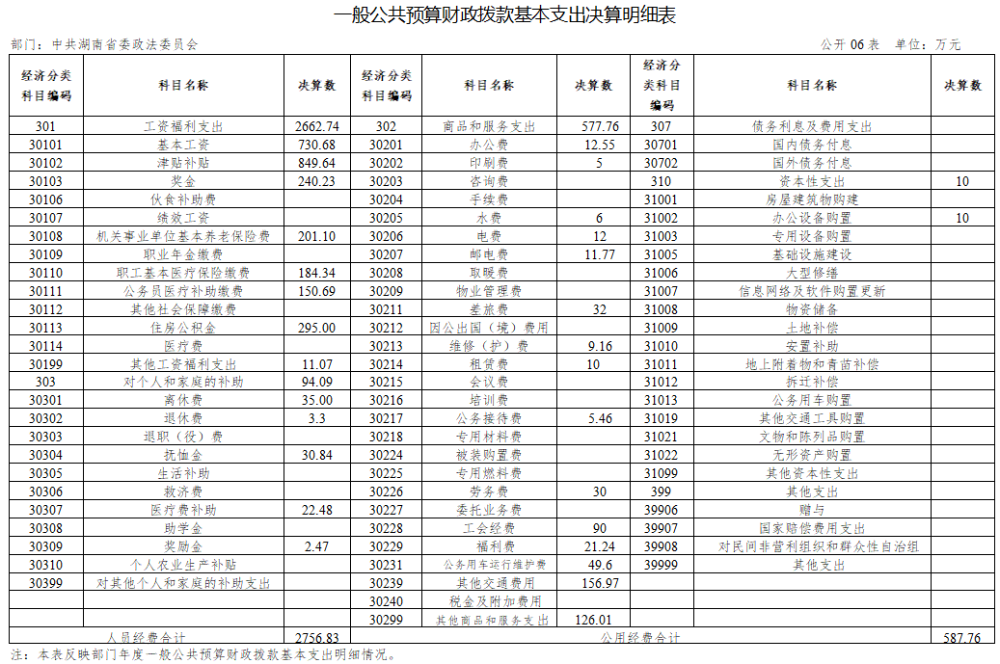 一般公共预算财政拨款基本支出决算明细表
部门：中共湖南省委政法委员会 公开 06 表 单位：万元
经济分类科目编码 科目名称 决算数 经济分类科目编码 科目名称 决算数 经济分类科目编码 科目名称 决算数
301 工资福利支出 2662.74 302 商品和服务支出 577.76 307 债务利息及费用支出
30101 基本工资 730.68 30201 办公费 12.55 30701 国内债务付息
30102 津贴补贴 849.64 30202 印刷费 5 30702 国外债务付息
30103 奖金 240.23 30203 咨询费 310 资本性支出 10
30106 伙食补助费 30204 手续费 31001 房屋建筑物购建
30107 绩效工资 30205 水费 6 31002 办公设备购置 10
30108 机关事业单位基本养老保险费 201.10 30206 电费 12 31003 专用设备购置
30109 职业年金缴费 30207 邮电费 11.77 31005 基础设施建设
30110 职工基本医疗保险缴费 184.34 30208 取暖费 31006 大型修缮
30111 公务员医疗补助缴费 150.69 30209 物业管理费 31007 信息网络及软件购置更新
30112 其他社会保障缴费 30211 差旅费 32 31008 物资储备
30113 住房公积金 295.00 30212 因公出国（境）费用 31009 土地补偿
30114 医疗费 30213 维修（护）费 9.16 31010 安置补助
30199 其他工资福利支出 11.07 30214 租赁费 10 31011 地上附着物和青苗补偿
303 对个人和家庭的补助 94.09 30215 会议费 31012 拆迁补偿
30301 离休费 35.00 30216 培训费 31013 公务用车购置
30302 退休费 3.3 30217 公务接待费 5.46 31019 其他交通工具购置
30303 退职（役）费 30218 专用材料费 31021 文物和陈列品购置
30304 抚恤金 30.84 30224 被装购置费 31022 无形资产购置
30305 生活补助 30225 专用燃料费 31099 其他资本性支出
30306 救济费 30226 劳务费 30 399 其他支出
30307 医疗费补助 22.48 30227 委托业务费 39906 赠与
30308 助学金 30228 工会经费 90 39907 国家赔偿费用支出
30309 奖励金 2.47 30229 福利费 21.24 39908 对民间非营利组织和群众性自治组
30310 个人农业生产补贴 30231 公务用车运行维护费 49.6 39999 其他支出
30399 对其他个人和家庭的补助支出 30239 其他交通费用 156.97
30240 税金及附加费用
30299 其他商品和服务支出 126.01
人员经费合计 2756.83 公用经费合计 587.76
注：本表反映部门年度一般公共预算财政拨款基本支出明细情况。